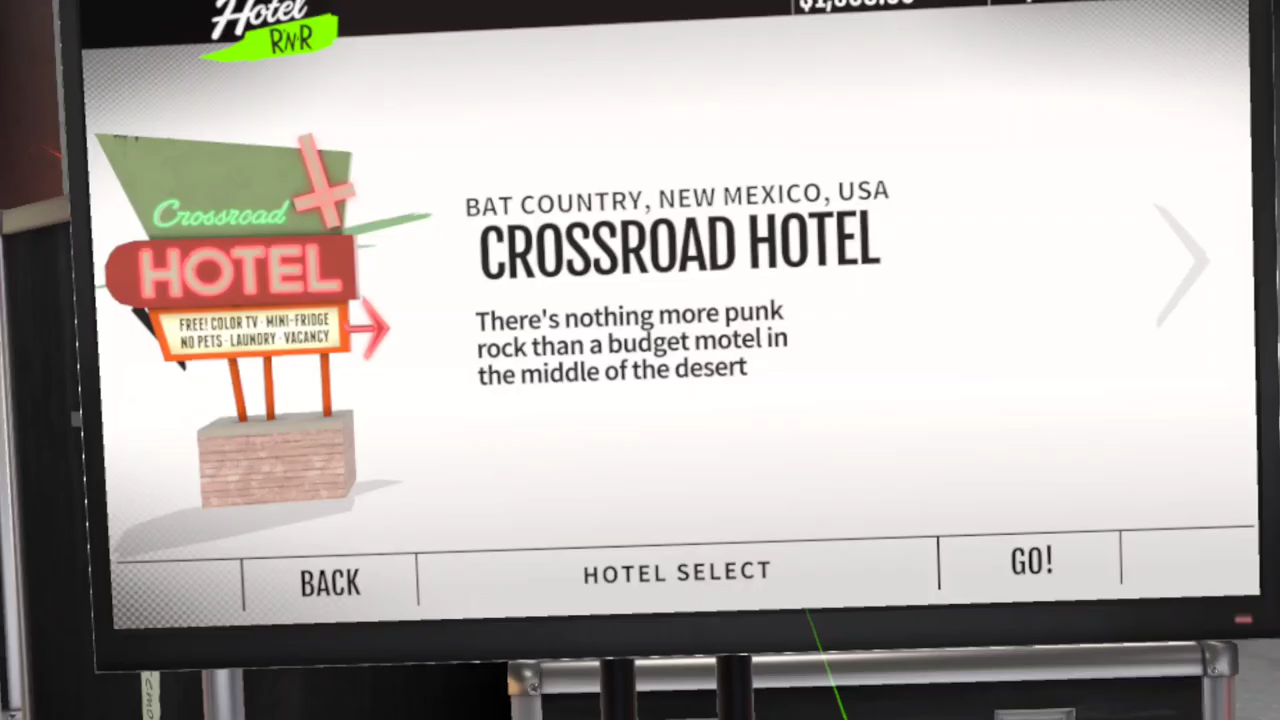 Hotel
RN·R
BAT COUNTRY, NEW MEXICO, USA
CROSSROAD HOTEL
There's nothing more punk
rock than a budget motel in
the middle of the desert
Crossroad
HOTEL
FREE! COLOR TV · MINI-FRIDGE
NO PETS · LAUNDRY · VACANCY
BACK
HOTEL SELECT
GO!